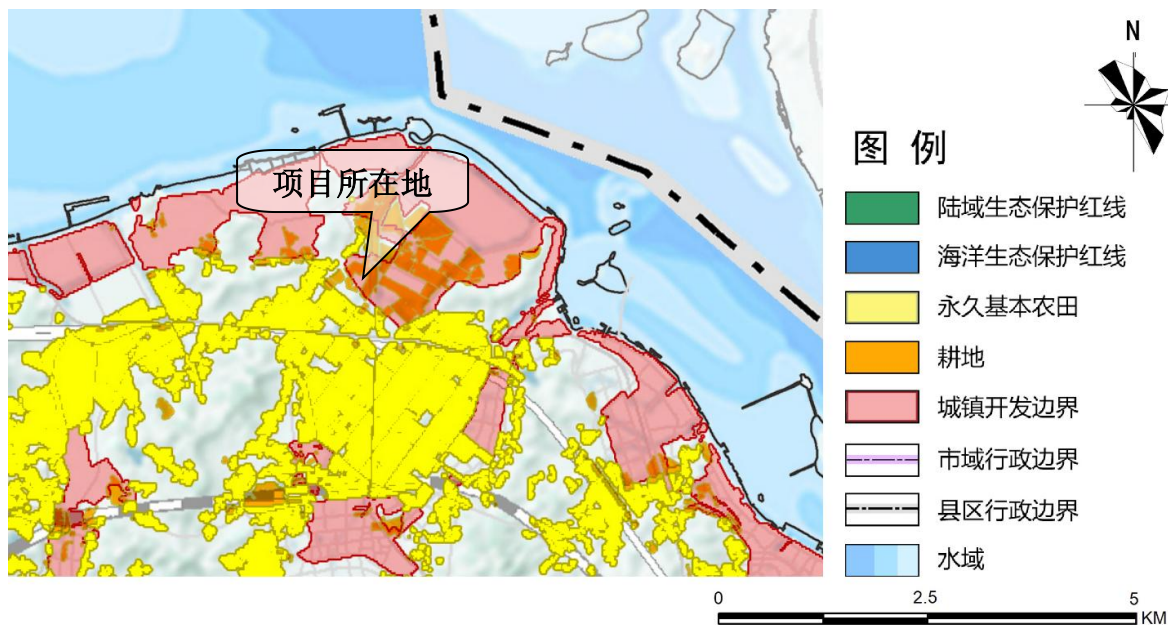 项目所在地
N
图 例
陆域生态保护红线
海洋生态保护红线
永久基本农田
耕地
城镇开发边界
市域行政边界
县区行政边界
水域
0 2.5 5
KM